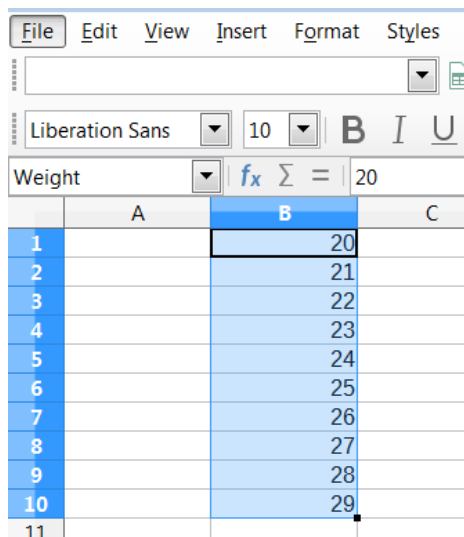 File Edit View Insert Format Styles
Liberation Sans 10 B I U
Weight fx Σ = 20
A B C
1 20
2 21
3 22
4 23
5 24
6 25
7 26
8 27
9 28
10 29
11